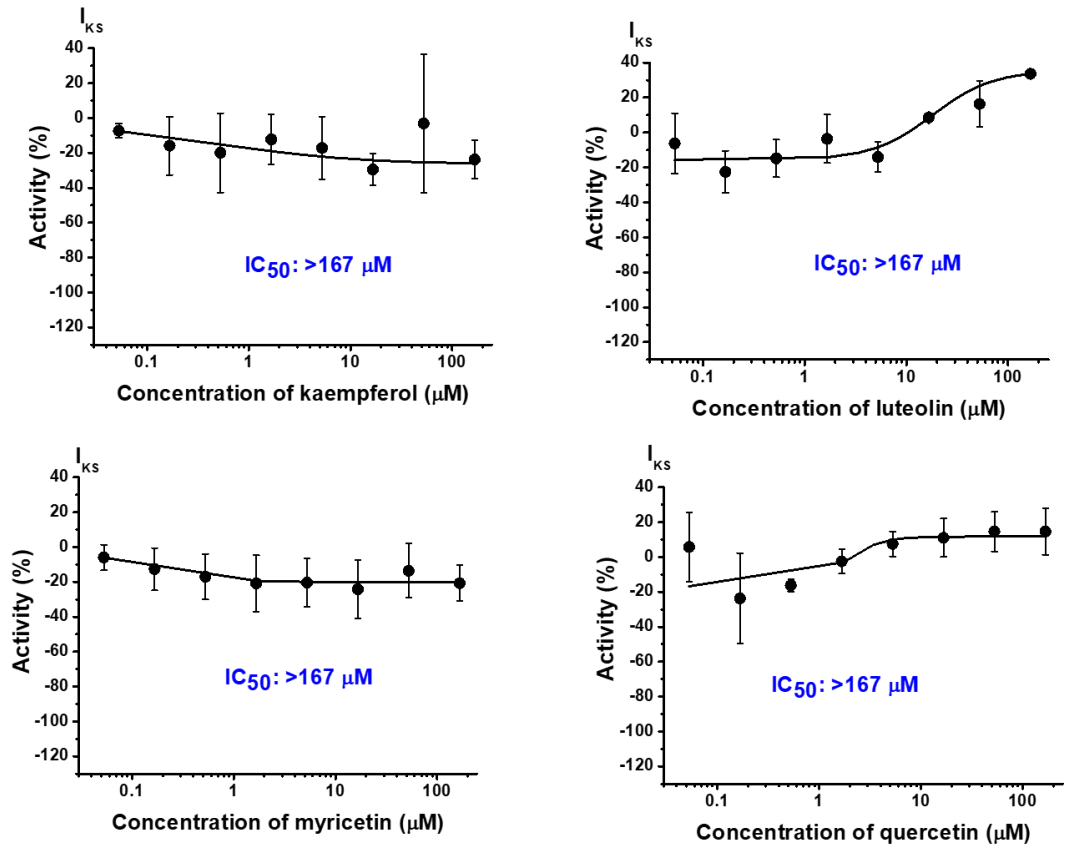 I KS
40
20
0
-20
-40
-60
-80
-100
-120
Activity (%)
IC50: >167 μM
0.1 1 10 100
Concentration of kaempferol (μM)
I KS
40
20
0
-20
-40
-60
-80
-100
-120
Activity (%)
IC50: >167 μM
0.1 1 10 100
Concentration of luteolin (μM)
I KS
40
20
0
-20
-40
-60
-80
-100
-120
Activity (%)
IC50: >167 μM
0.1 1 10 100
Concentration of myricetin (μM)
I KS
40
20
0
-20
-40
-60
-80
-100
-120
Activity (%)
IC50: >167 μM
0.1 1 10 100
Concentration of quercetin (μM)